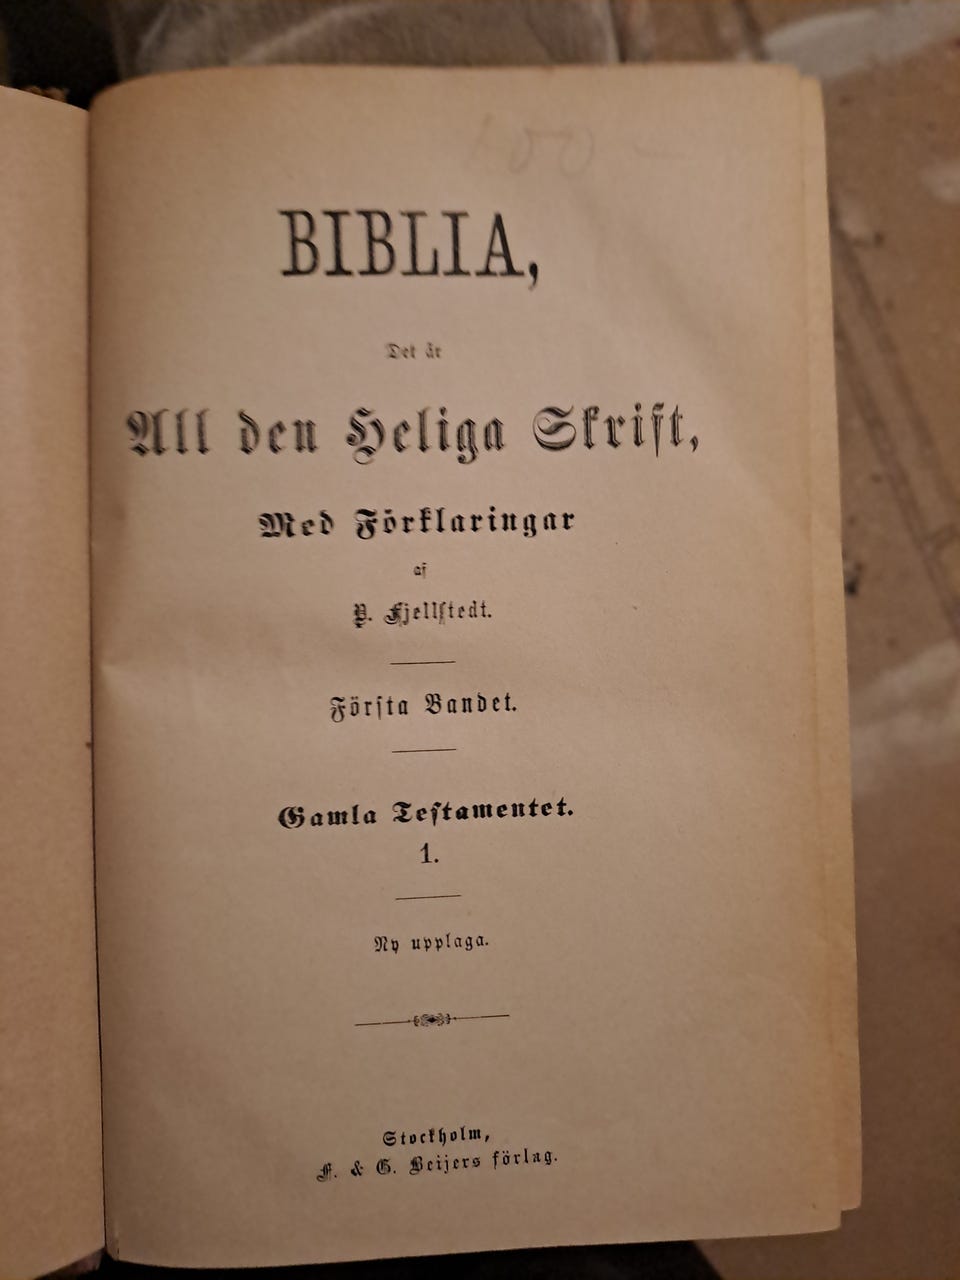 100 –
BIBLIA,
Det är
All den Heliga Skrift,
Med Förklaringar
af
P. Fjellstedt.
Första Bandet.
Gamla Testamentet.
1.
Ny upplaga.
Stockholm,
F. & G. Beijers förlag.